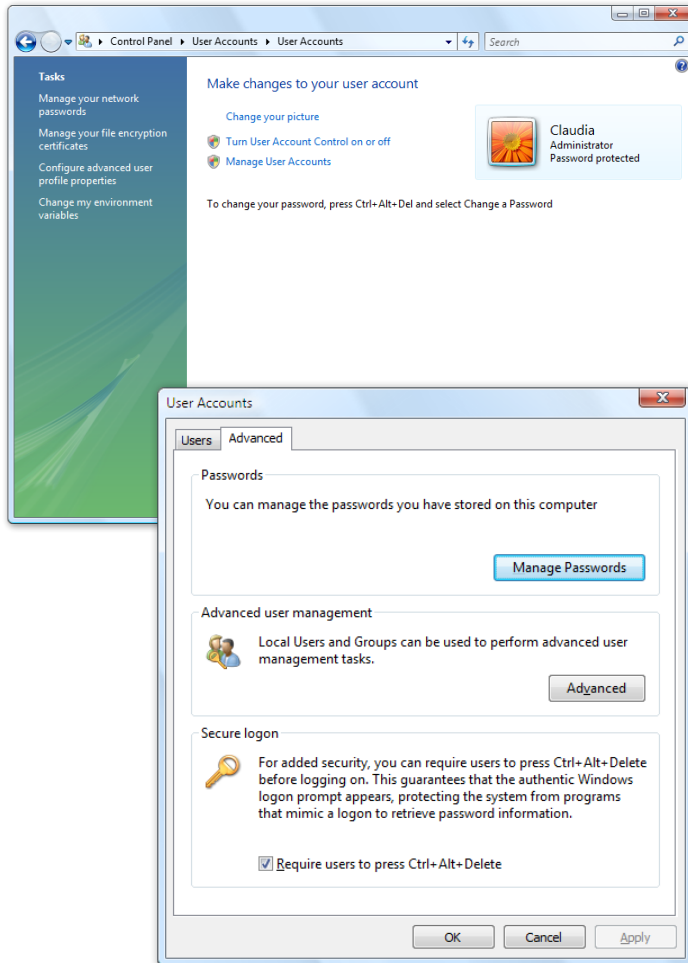 Control Panel ▸ User Accounts ▸ User Accounts
Search
Tasks
Manage your network
passwords
Manage your file encryption
certificates
Configure advanced user
profile properties
Change my environment
variables
Make changes to your user account
Change your picture
Turn User Account Control on or off
Manage User Accounts
Claudia
Administrator
Password protected
To change your password, press Ctrl+Alt+Del and select Change a Password
User Accounts
Users
Advanced
Passwords
You can manage the passwords you have stored on this computer
Manage Passwords
Advanced user management
Local Users and Groups can be used to perform advanced user
management tasks.
Advanced
Secure logon
For added security, you can require users to press Ctrl+Alt+Delete
before logging on. This guarantees that the authentic Windows
logon prompt appears, protecting the system from programs
that mimic a logon to retrieve password information.
Require users to press Ctrl+Alt+Delete
OK
Cancel
Apply